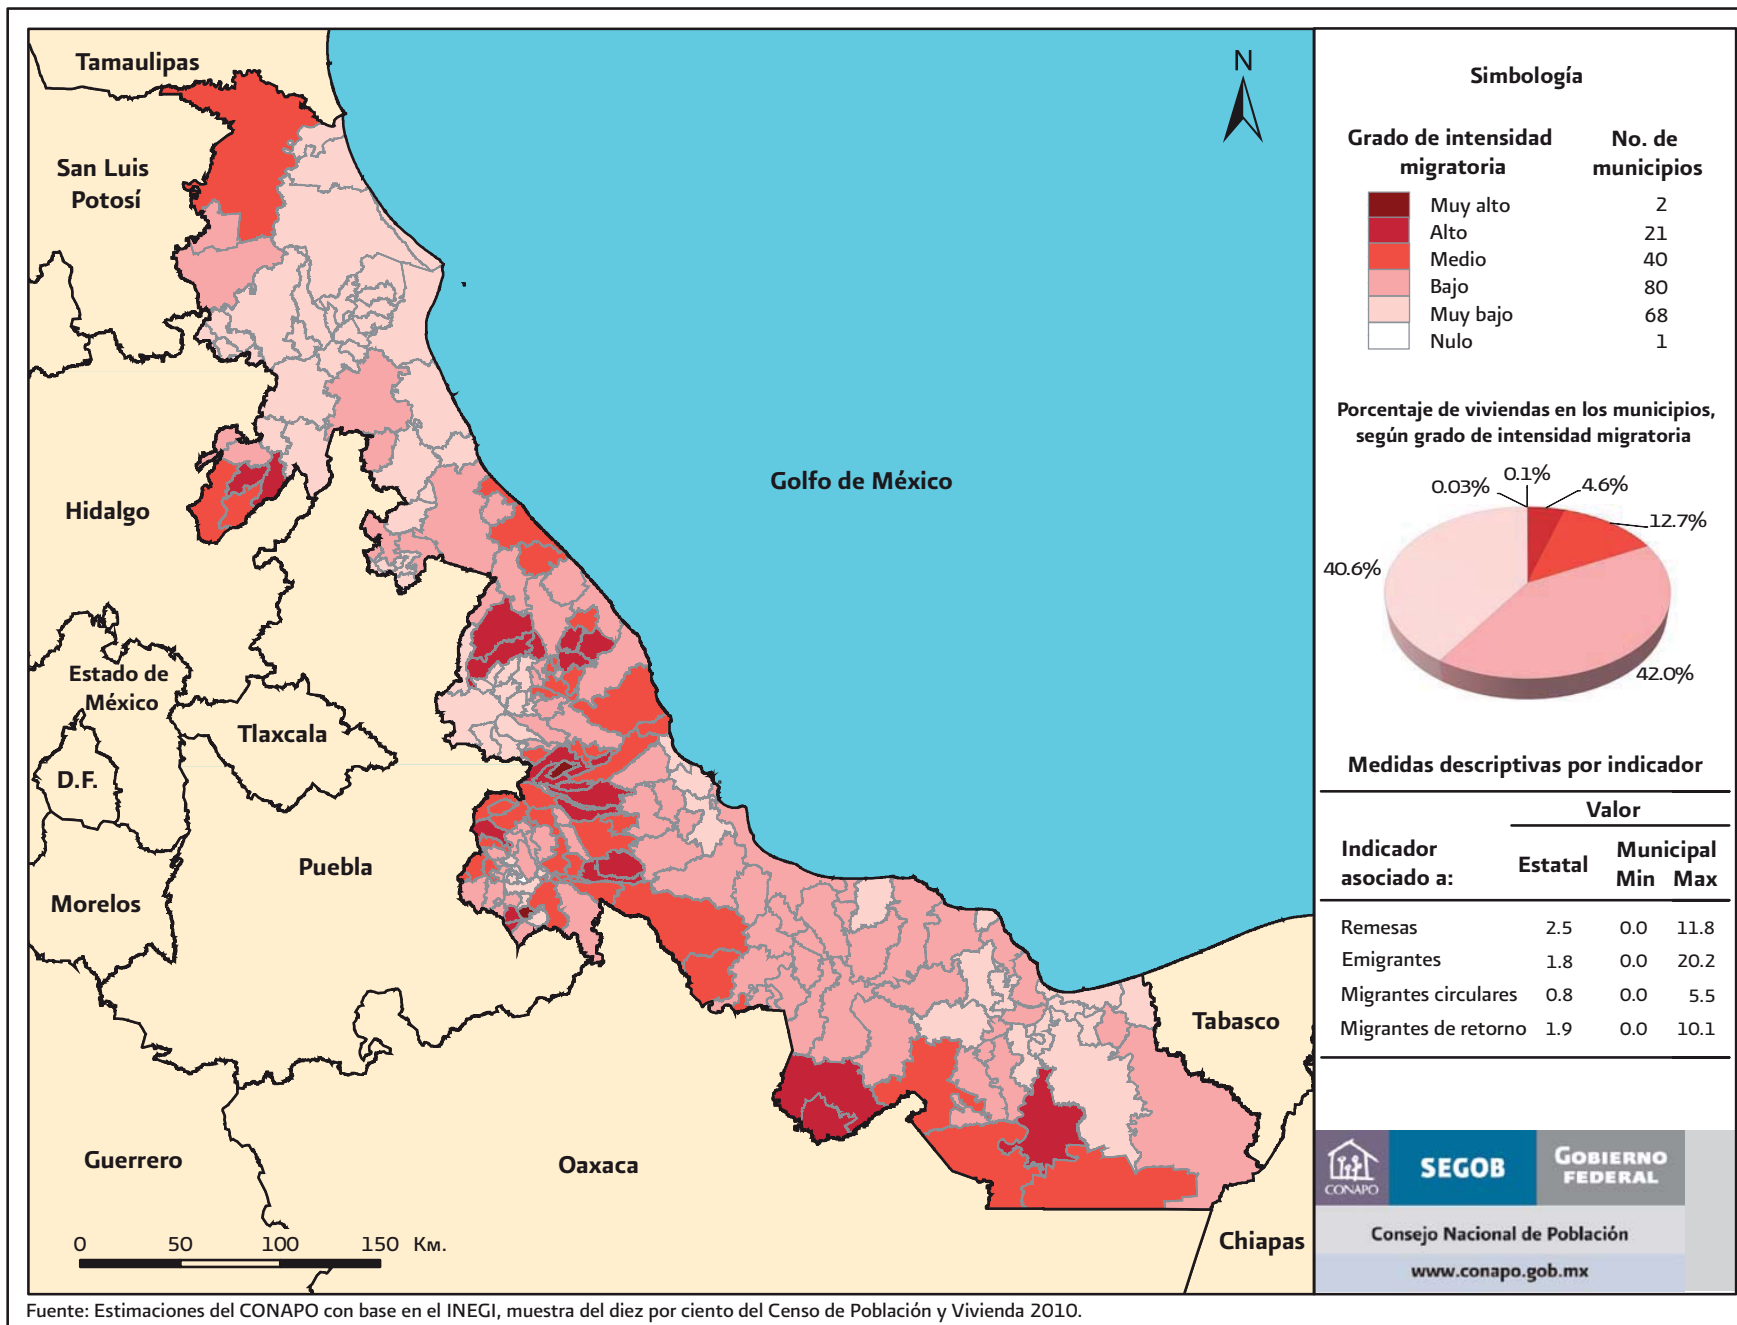 Tamaulipas
San Luis
Potosí
Hidalgo
Estado de
México
D.F.
Tlaxcala
Morelos
Puebla
Guerrero
Oaxaca
Golfo de México
Tabasco
Chiapas
N
0 50 100 150 Km.
Simbología
Grado de intensidad
migratoria
No. de
municipios
Muy alto 2
Alto 21
Medio 40
Bajo 80
Muy bajo 68
Nulo 1
Porcentaje de viviendas en los municipios,
según grado de intensidad migratoria
0.03%
0.1%
4.6%
12.7%
40.6%
42.0%
Medidas descriptivas por indicador
Valor
Indicador
asociado a:
Estatal
Municipal
Min Max
Remesas 2.5 0.0 11.8
Emigrantes 1.8 0.0 20.2
Migrantes circulares 0.8 0.0 5.5
Migrantes de retorno 1.9 0.0 10.1
CONAPO
SEGOB
GOBIERNO
FEDERAL
Consejo Nacional de Población
www.conapo.gob.mx
Fuente: Estimaciones del CONAPO con base en el INEGI, muestra del diez por ciento del Censo de Población y Vivienda 2010.